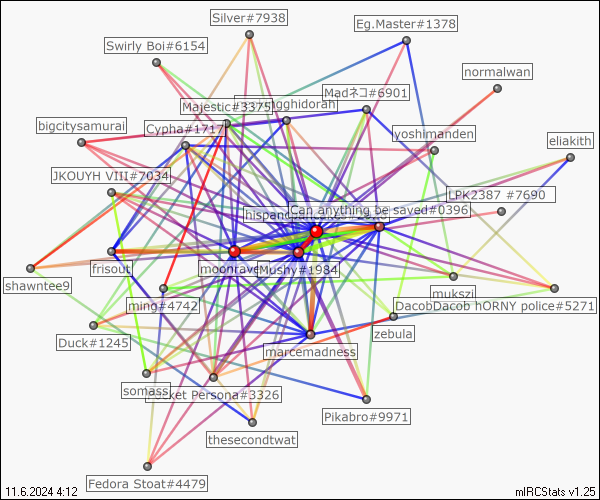 Silver#7938
Eg.Master#1378
Swirly Boi#6154
normalwan
Madネコ#6901
Majestic#3375
gghidorah
bigcitysamurai
Cypha#1717
yoshimanden
eliakith
JKOUYH VIII#7034
LPK2387 #7690
hispano
Can anything be saved#0396
frisout
moonrave
Mushy#1984
shawntee9
mukszi
ming#4742
DacobDacob hORNY police#5271
zebula
Duck#1245
marcemadness
somass
ket Persona#3326
Pikabro#9971
thesecondtwat
Fedora Stoat#4479
11.6.2024 4:12
mIRCStats v1.25